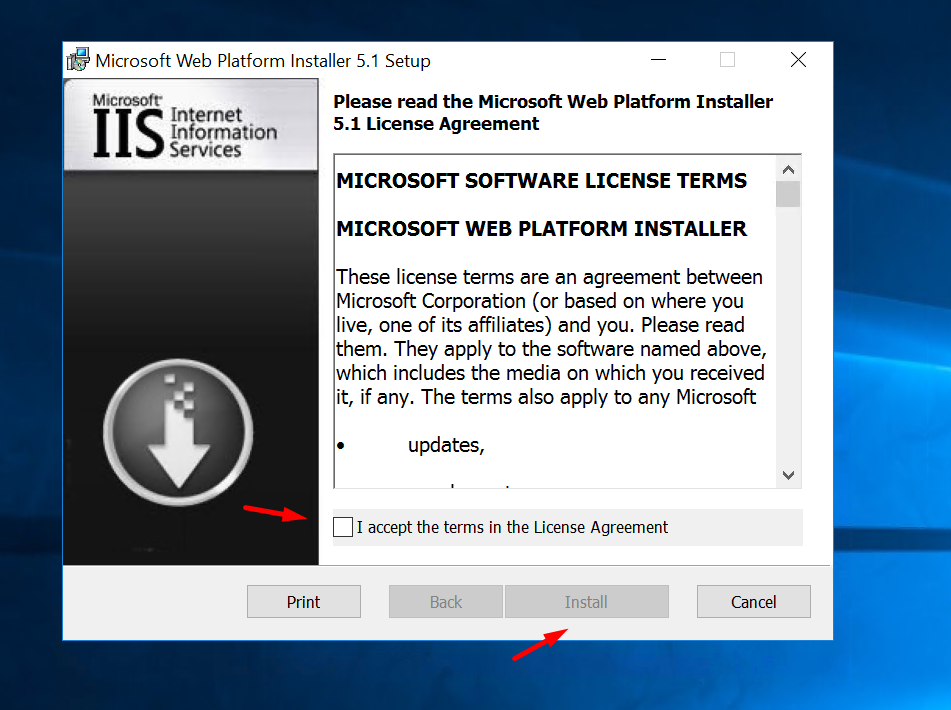 Microsoft Web Platform Installer 5.1 Setup
Microsoft
IIS Internet
Information
Services
Please read the Microsoft Web Platform Installer
5.1 License Agreement
MICROSOFT SOFTWARE LICENSE TERMS
MICROSOFT WEB PLATFORM INSTALLER
These license terms are an agreement between
Microsoft Corporation (or based on where you
live, one of its affiliates) and you. Please read
them. They apply to the software named above,
which includes the media on which you received
it, if any. The terms also apply to any Microsoft
• updates,
I accept the terms in the License Agreement
Print
Back
Install
Cancel